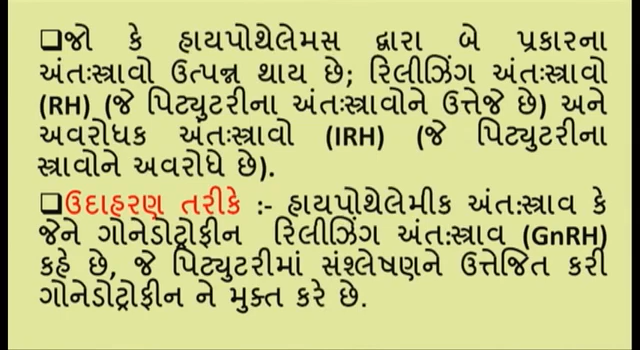 ❑જો કે હાયપોથેલેમસ દ્વારા બે પ્રકારના
અંતઃસ્ત્રાવો ઉત્પન્ન થાય છે; રિલીઝિંગ અંતઃસ્ત્રાવો
(RH) (જે પિટ્યુટરીના અંતઃસ્ત્રાવોને ઉત્તેજે છે) અને
અવરોધક અંતઃસ્ત્રાવો (IRH) (જે પિટ્યુટરીના
સ્ત્રાવોને અવરોધે છે).
❑ઉદાહરણ તરીકે :- હાયપોથેલેમીક અંત:સ્ત્રાવ કે
જેને ગોનેડોટ્રોફીન રિલીઝિંગ અંત:સ્ત્રાવ (GnRH)
કહે છે, જે પિટ્યુટરીમાં સંશ્લેષણને ઉત્તેજિત કરી
ગોનેડોટ્રોફીન ને મુક્ત કરે છે.